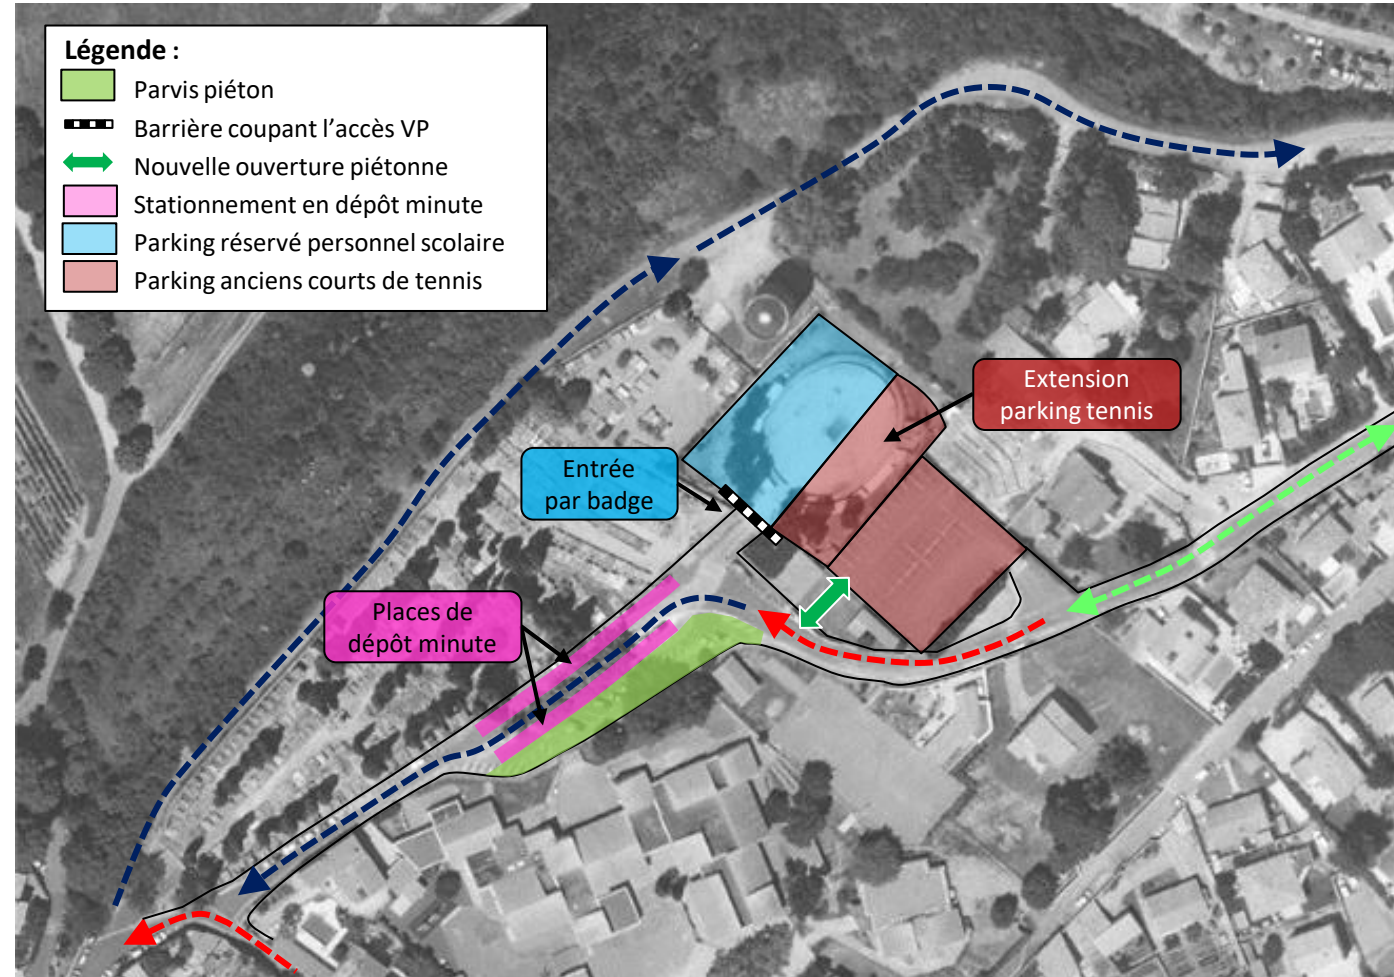 Légende :
Parvis piéton
Barrière coupant l'accès VP
Nouvelle ouverture piétonne
Stationnement en dépôt minute
Parking réservé personnel scolaire
Parking anciens courts de tennis
Extension
parking tennis
Entrée
par badge
Places de
dépôt minute